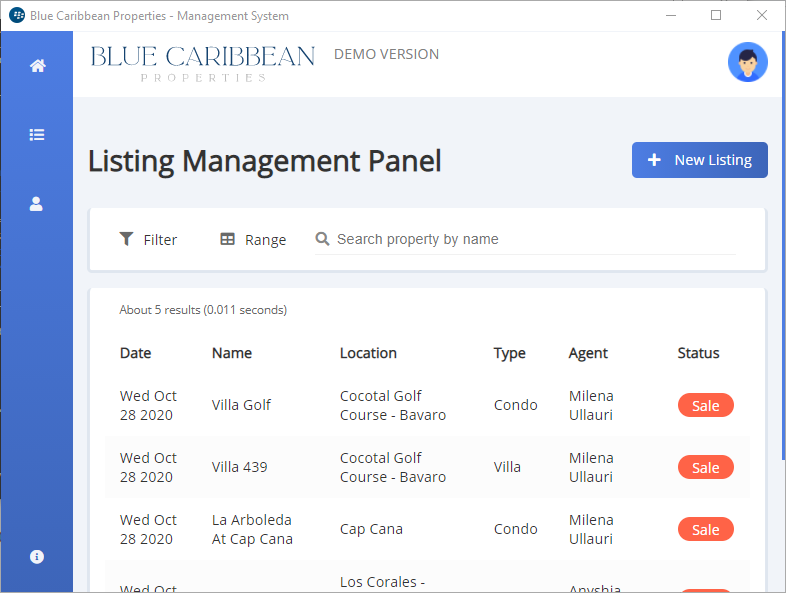 Blue Caribbean Properties - Management System
BLUE CARIBBEAN
PROPERTIES
DEMO VERSION
Listing Management Panel
New Listing
Filter
Range
Search property by name
About 5 results (0.011 seconds)
Date Name Location Type Agent Status
Wed Oct 28 2020 Villa Golf Cocotal Golf Course - Bavaro Condo Milena Ullauri Sale
Wed Oct 28 2020 Villa 439 Cocotal Golf Course - Bavaro Villa Milena Ullauri Sale
Wed Oct 28 2020 La Arboleda At Cap Cana Cap Cana Condo Milena Ullauri Sale
Wed Oct Los Corales - Anyshia